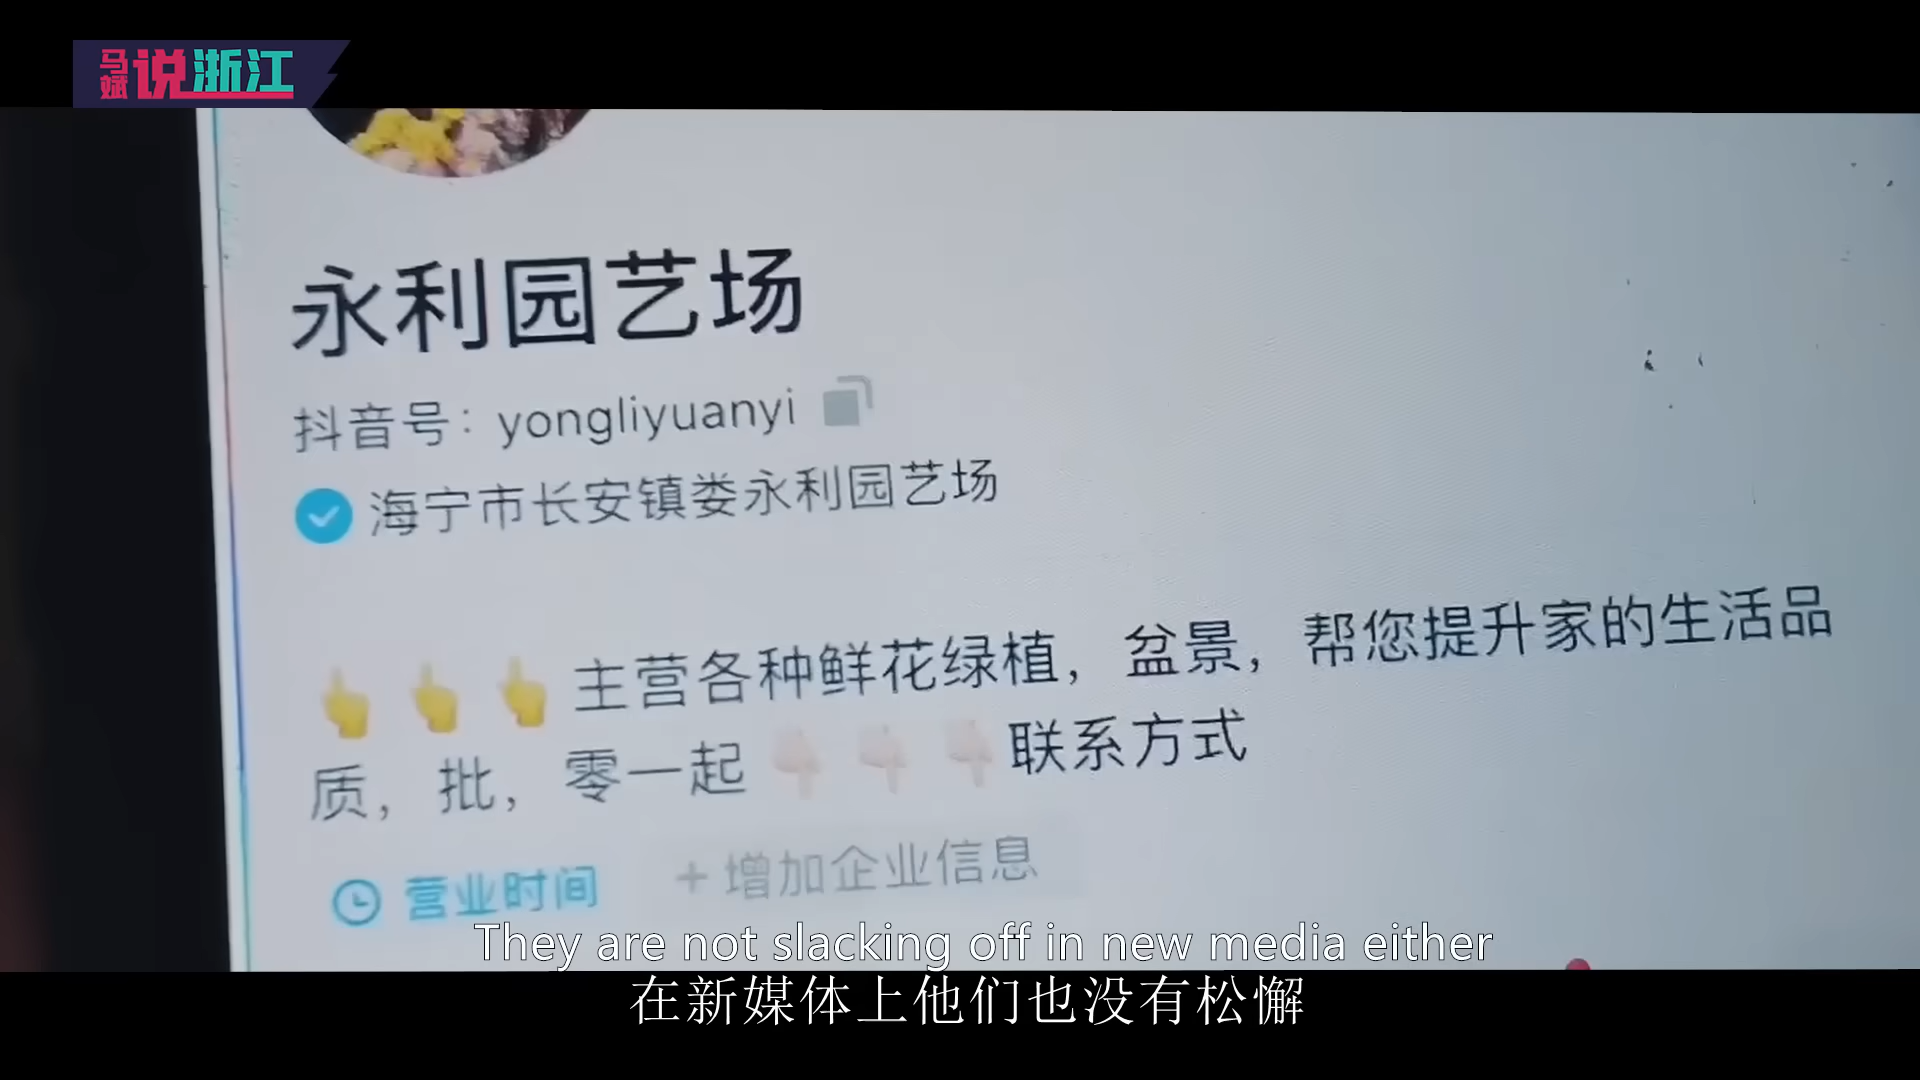 马斌说浙江
永利园艺场
抖音号：yongliyuanyi
海宁市长安镇娄永利园艺场
👆👆👆主营各种鲜花绿植，盆景，帮您提升家的生活品
质，批，零一起👇🏻👇🏻👇🏻联系方式
营业时间 +增加企业信息
They are not slacking off in new media either
在新媒体上他们也没有松懈